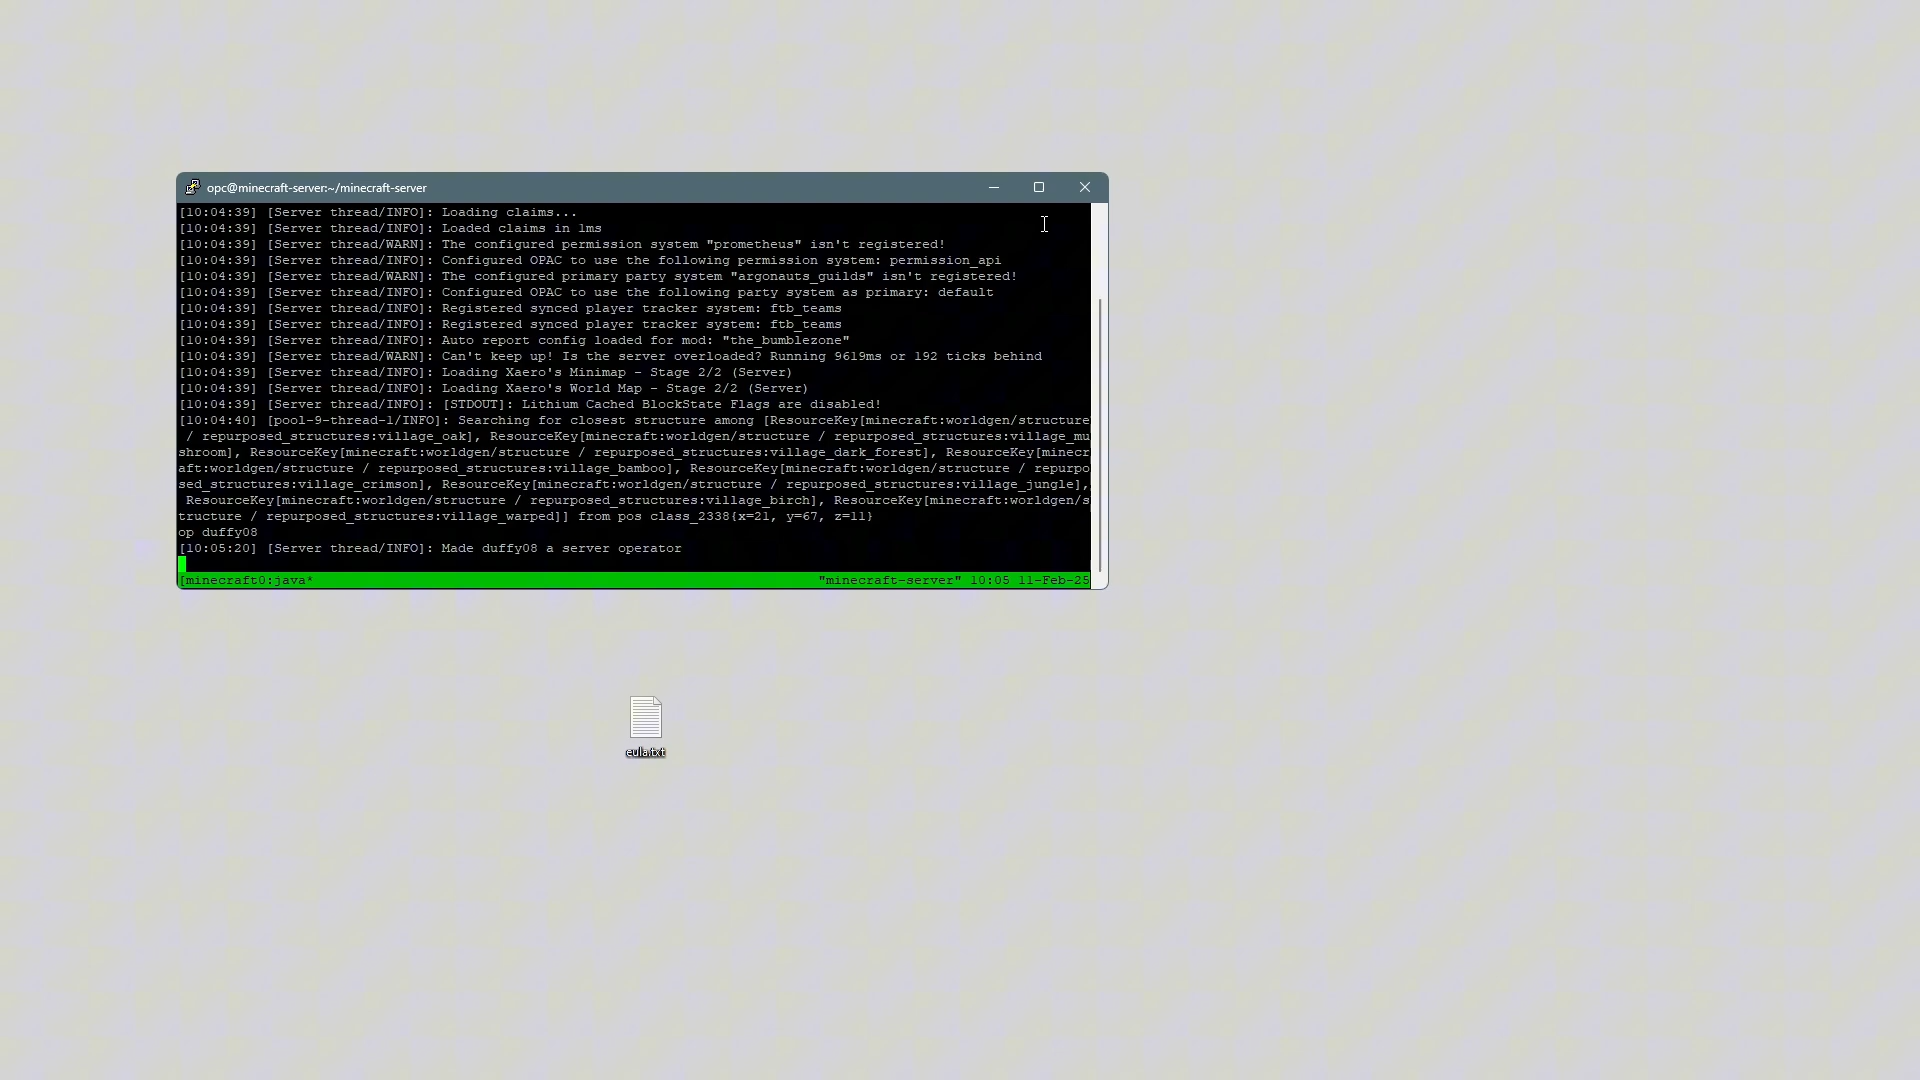 opc@minecraft-server:~/minecraft-server
[10:04:39] [Server thread/INFO]: Loading claims...
[10:04:39] [Server thread/INFO]: Loaded claims in 1ms
[10:04:39] [Server thread/WARN]: The configured permission system "prometheus" isn't registered!
[10:04:39] [Server thread/INFO]: Configured OPAC to use the following permission system: permission_api
[10:04:39] [Server thread/WARN]: The configured primary party system "argonauts_guilds" isn't registered!
[10:04:39] [Server thread/INFO]: Configured OPAC to use the following party system as primary: default
[10:04:39] [Server thread/INFO]: Registered synced player tracker system: ftb_teams
[10:04:39] [Server thread/INFO]: Registered synced player tracker system: ftb_teams
[10:04:39] [Server thread/INFO]: Auto report config loaded for mod: "the_bumblezone"
[10:04:39] [Server thread/WARN]: Can't keep up! Is the server overloaded? Running 9619ms or 192 ticks behind
[10:04:39] [Server thread/INFO]: Loading Xaero's Minimap - Stage 2/2 (Server)
[10:04:39] [Server thread/INFO]: Loading Xaero's World Map - Stage 2/2 (Server)
[10:04:39] [Server thread/INFO]: [STDOUT]: Lithium Cached BlockState Flags are disabled!
[10:04:40] [pool-9-thread-1/INFO]: Searching for closest structure among [ResourceKey[minecraft:worldgen/structure
/ repurposed_structures:village_oak], ResourceKey[minecraft:worldgen/structure / repurposed_structures:village_mu
shroom], ResourceKey[minecraft:worldgen/structure / repurposed_structures:village_dark_forest], ResourceKey[minecr
aft:worldgen/structure / repurposed_structures:village_bamboo], ResourceKey[minecraft:worldgen/structure / repurpo
sed_structures:village_crimson], ResourceKey[minecraft:worldgen/structure / repurposed_structures:village_jungle],
ResourceKey[minecraft:worldgen/structure / repurposed_structures:village_birch], ResourceKey[minecraft:worldgen/s
tructure / repurposed_structures:village_warped]] from pos class_2338{x=21, y=67, z=11}
op duffy08
[10:05:20] [Server thread/INFO]: Made duffy08 a server operator
[minecraft0:java* "minecraft-server" 10:05 11-Feb-25
eula.txt